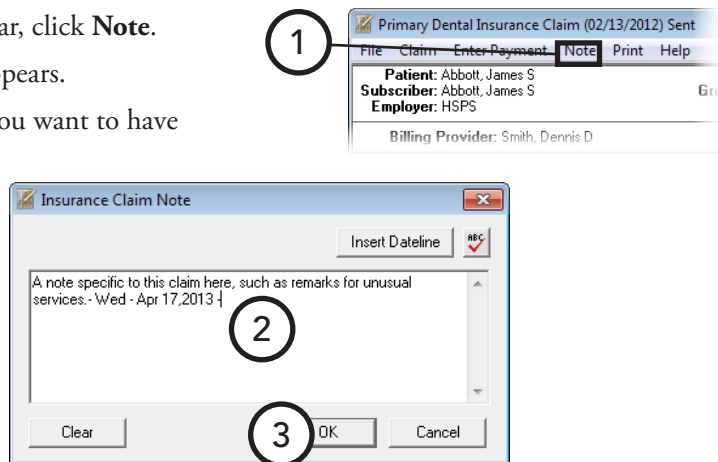 ar, click Note.
pears.
ou want to have
1
Primary Dental Insurance Claim (02/13/2012) Sent
File Claim Enter Payment Note Print Help
Patient: Abbott, James S
Subscriber: Abbott, James S
Gr
Employer: HSPS
Billing Provider: Smith, Dennis D
Insurance Claim Note
Insert Dateline ABC
A note specific to this claim here, such as remarks for unusual
services.- Wed - Apr 17,2013 -
2
Clear 3 OK Cancel